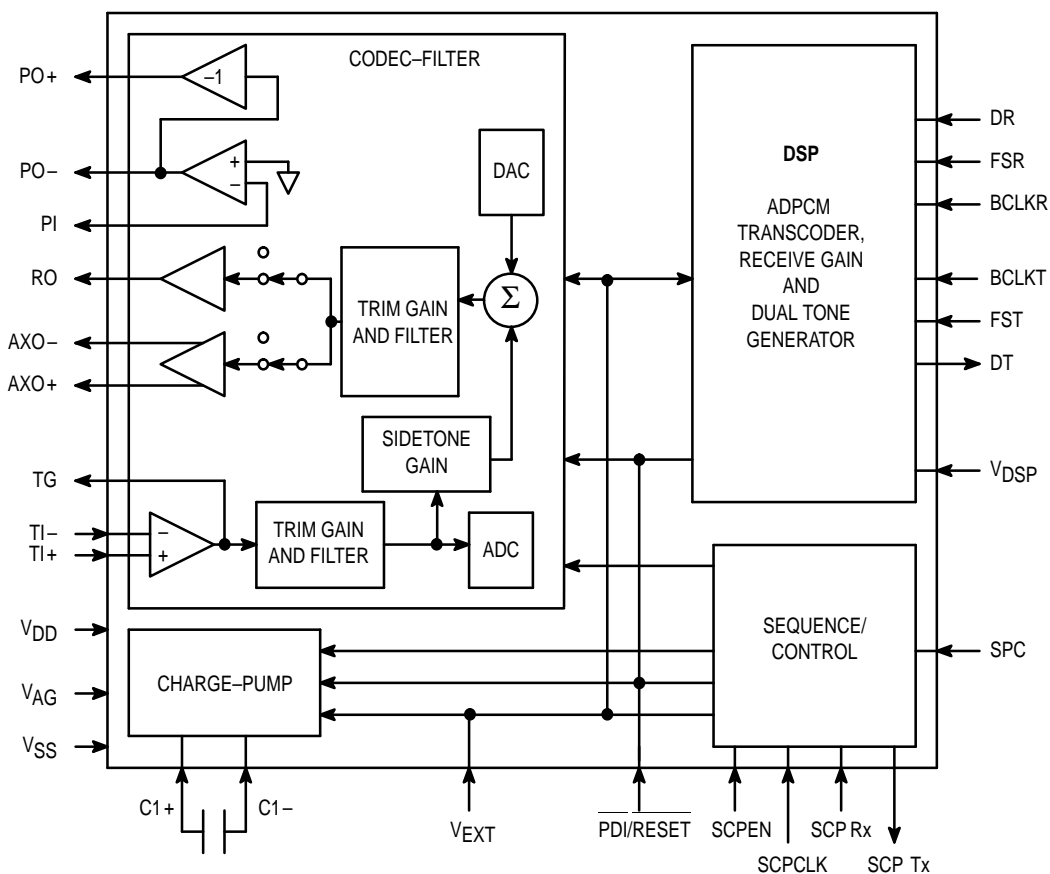 CODEC–FILTER
PO+
–1
PO–
+
–
PI
RO
AXO–
AXO+
DAC
Σ
TRIM GAIN
AND FILTER
SIDETONE
GAIN
TG
TI–
TI+
–
+
TRIM GAIN
AND FILTER
ADC
DSP
ADPCM
TRANSCODER,
RECEIVE GAIN
AND
DUAL TONE
GENERATOR
DR
FSR
BCLKR
BCLKT
FST
DT
VDSP
VDD
VAG
VSS
CHARGE–PUMP
SEQUENCE/
CONTROL
SPC
C1+
C1–
VEXT
PDI/RESET
SCPEN
SCPCLK
SCP Rx
SCP Tx